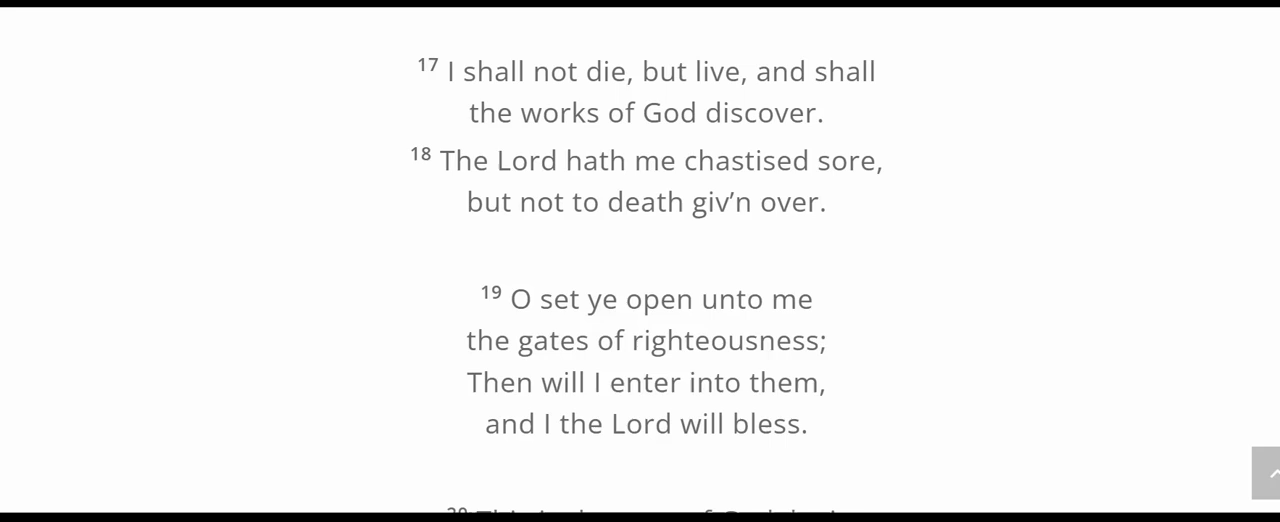 17 I shall not die, but live, and shall
the works of God discover.
18 The Lord hath me chastised sore,
but not to death giv’n over.
19 O set ye open unto me
the gates of righteousness;
Then will I enter into them,
and I the Lord will bless.